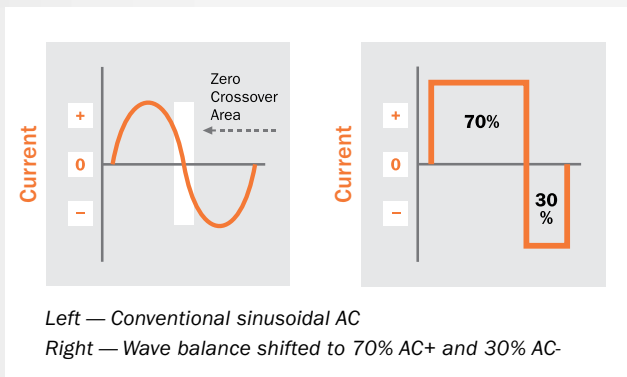 Current
+
0
–
Zero
Crossover
Area
Current
+
0
–
70%
30
%
Left — Conventional sinusoidal AC
Right — Wave balance shifted to 70% AC+ and 30% AC-